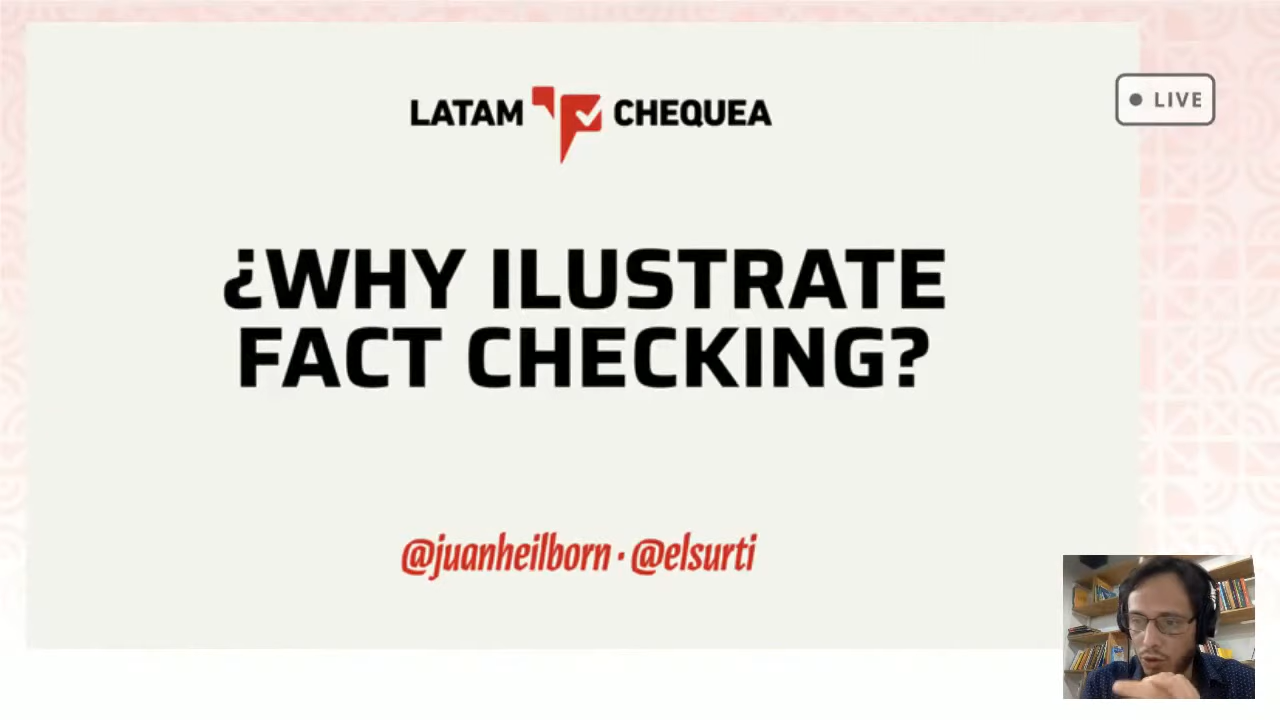 LATAM CHEQUEA
LIVE
¿WHY ILUSTRATE
FACT CHECKING?
@juanheilborn · @elsurti